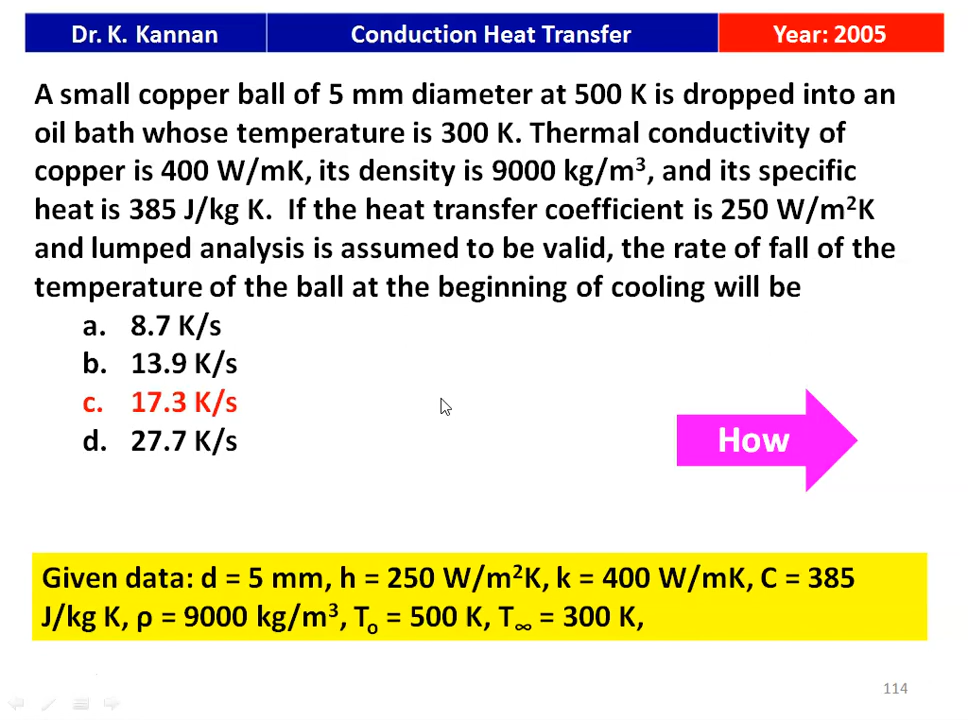 Dr. K. Kannan
Conduction Heat Transfer
Year: 2005
A small copper ball of 5 mm diameter at 500 K is dropped into an
oil bath whose temperature is 300 K. Thermal conductivity of
copper is 400 W/mK, its density is 9000 kg/m³, and its specific
heat is 385 J/kg K. If the heat transfer coefficient is 250 W/m²K
and lumped analysis is assumed to be valid, the rate of fall of the
temperature of the ball at the beginning of cooling will be
a. 8.7 K/s
b. 13.9 K/s
c. 17.3 K/s
d. 27.7 K/s
How
Given data: d = 5 mm, h = 250 W/m²K, k = 400 W/mK, C = 385
J/kg K, ρ = 9000 kg/m³, Tₒ = 500 K, T∞ = 300 K,
114